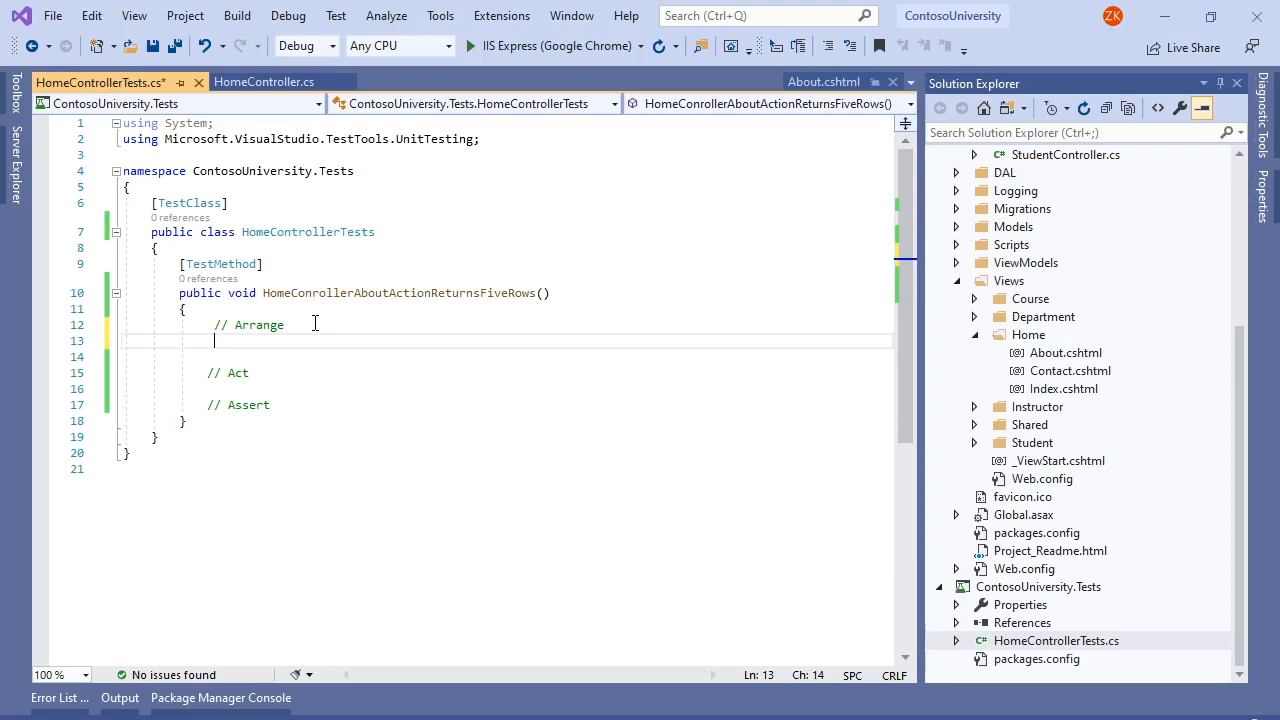 File Edit View Project Build Debug Test Analyze Tools Extensions Window Help Search (Ctrl+Q) ContosoUniversity ZK
Debug Any CPU IIS Express (Google Chrome) Live Share
HomeControllerTests.cs* HomeController.cs About.cshtml
ContosoUniversity.Tests ContosoUniversity.Tests.HomeControllerTests HomeConrollerAboutActionReturnsFiveRows()
Toolbox
Server Explorer
1 using System;
2 using Microsoft.VisualStudio.TestTools.UnitTesting;
3
4 namespace ContosoUniversity.Tests
5 {
6 [TestClass]
0 references
7 public class HomeControllerTests
8 {
9 [TestMethod]
0 references
10 public void HomeConrollerAboutActionReturnsFiveRows()
11 {
12 // Arrange
13
14
15 // Act
16
17 // Assert
18 }
19 }
20 }
21
100 % No issues found Ln: 13 Ch: 14 SPC CRLF
Error List ... Output Package Manager Console
Solution Explorer
Search Solution Explorer (Ctrl+;)
C# StudentController.cs
DAL
Logging
Migrations
Models
Scripts
ViewModels
Views
Course
Department
Home
[@] About.cshtml
[@] Contact.cshtml
[@] Index.cshtml
Instructor
Shared
Student
[@] _ViewStart.cshtml
Web.config
favicon.ico
Global.asax
packages.config
Project_Readme.html
Web.config
ContosoUniversity.Tests
Properties
References
C# HomeControllerTests.cs
packages.config
Diagnostic Tools
Properties